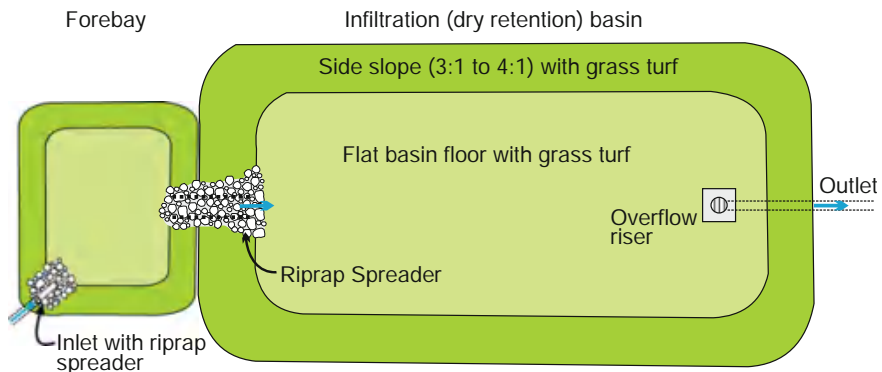 Forebay
Infiltration (dry retention) basin
Side slope (3:1 to 4:1) with grass turf
Flat basin floor with grass turf
Outlet
Overflow
riser
Riprap Spreader
Inlet with riprap
spreader